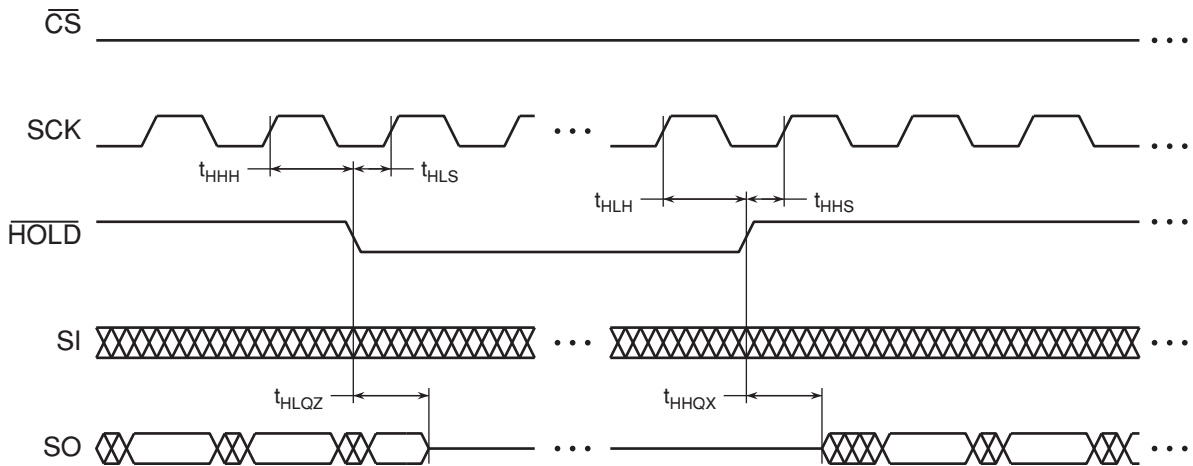 CS
SCK
tHHH
tHLS
tHLH
tHHS
HOLD
SI
tHLQZ
tHHQX
SO